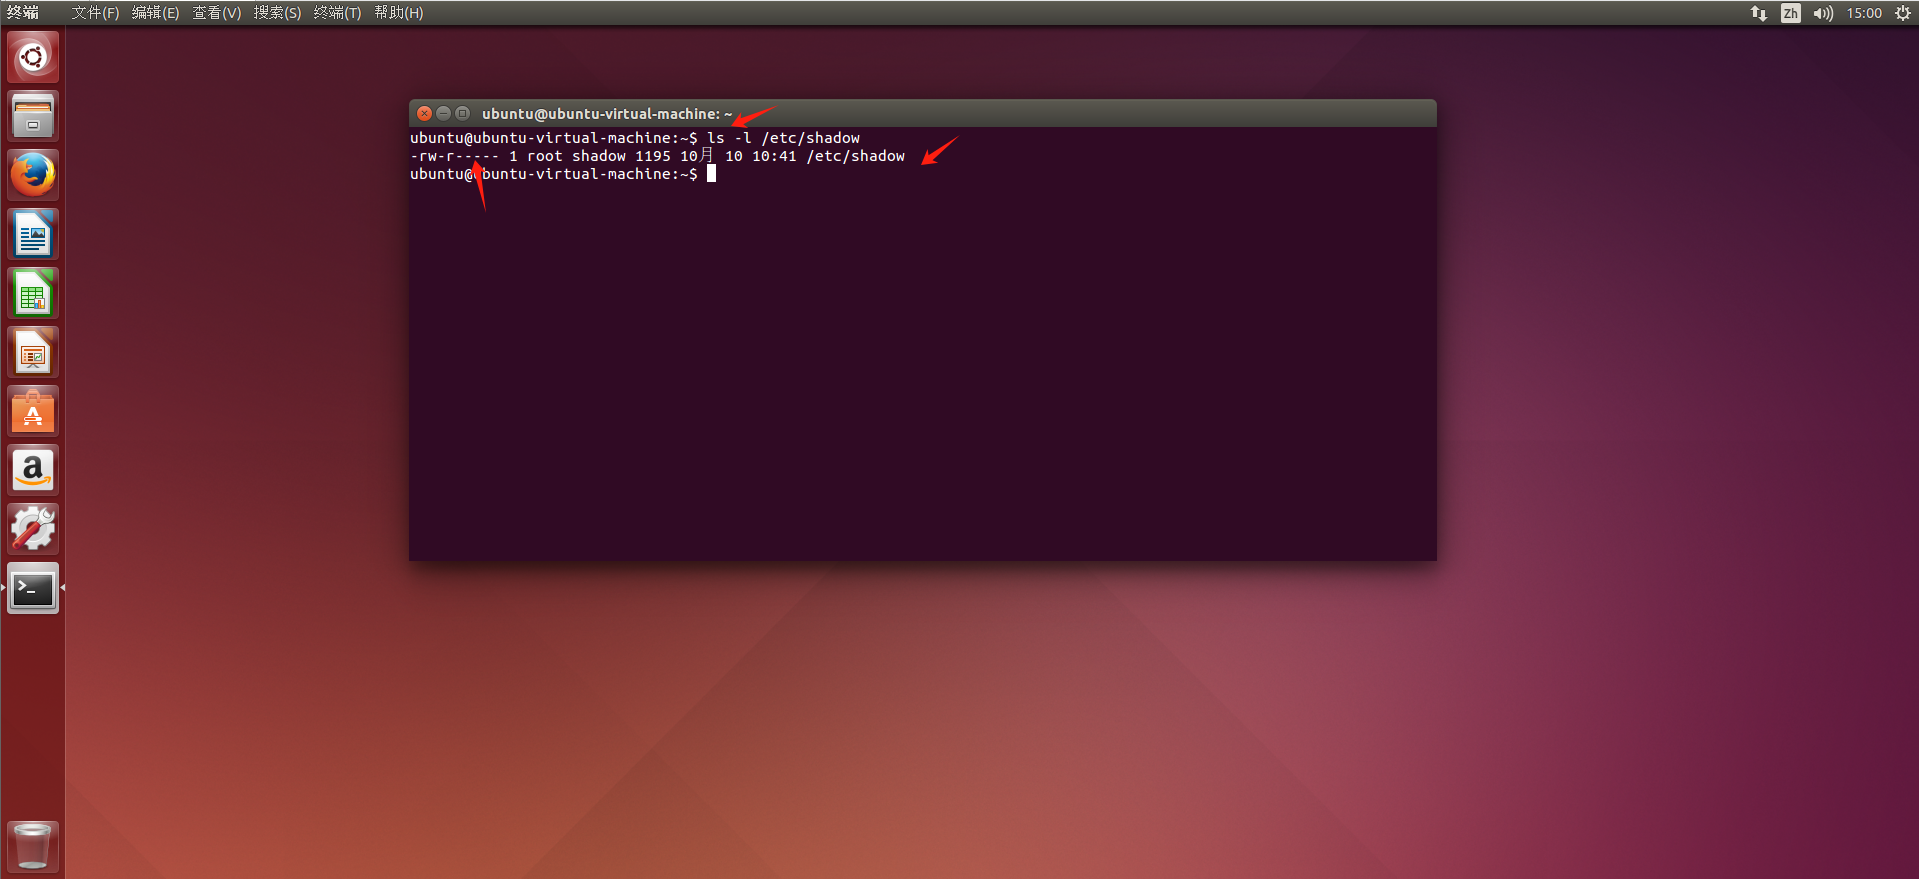 终端 文件(F) 编辑(E) 查看(V) 搜索(S) 终端(T) 帮助(H) Zh 15:00
ubuntu@ubuntu-virtual-machine: ~
ubuntu@ubuntu-virtual-machine:~$ ls -l /etc/shadow
-rw-r----- 1 root shadow 1195 10月 10 10:41 /etc/shadow
ubuntu@ubuntu-virtual-machine:~$